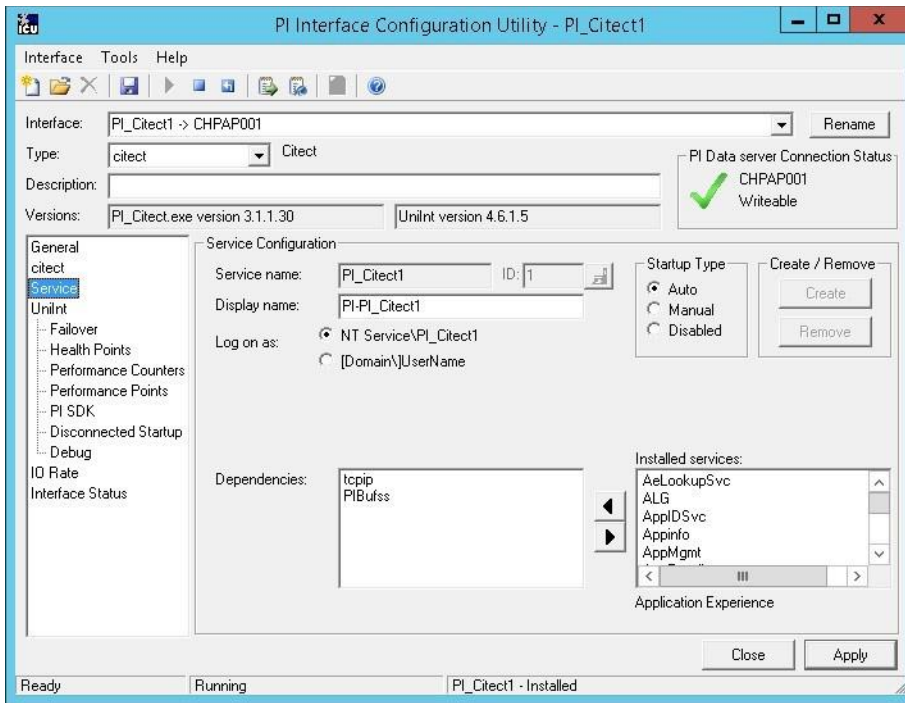 icu
PI Interface Configuration Utility - PI_Citect1
Interface Tools Help
Interface: PI_Citect1 -> CHPAP001 Rename
Type: citect Citect
PI Data server Connection Status
CHPAP001
Writeable
Description:
Versions: PI_Citect.exe version 3.1.1.30 UniInt version 4.6.1.5
General
citect
Service
UniInt
Failover
Health Points
Performance Counters
Performance Points
PI SDK
Disconnected Startup
Debug
IO Rate
Interface Status
Service Configuration
Service name: PI_Citect1 ID: 1
Display name: PI-PI_Citect1
Log on as: NT Service\PI_Citect1
[Domain\]UserName
Startup Type
Auto
Manual
Disabled
Create / Remove
Create
Remove
Dependencies:
tcpip
PIBufss
Installed services:
AeLookupSvc
ALG
AppIDSvc
Appinfo
AppMgmt
Application Experience
Close Apply
Ready Running PI_Citect1 - Installed